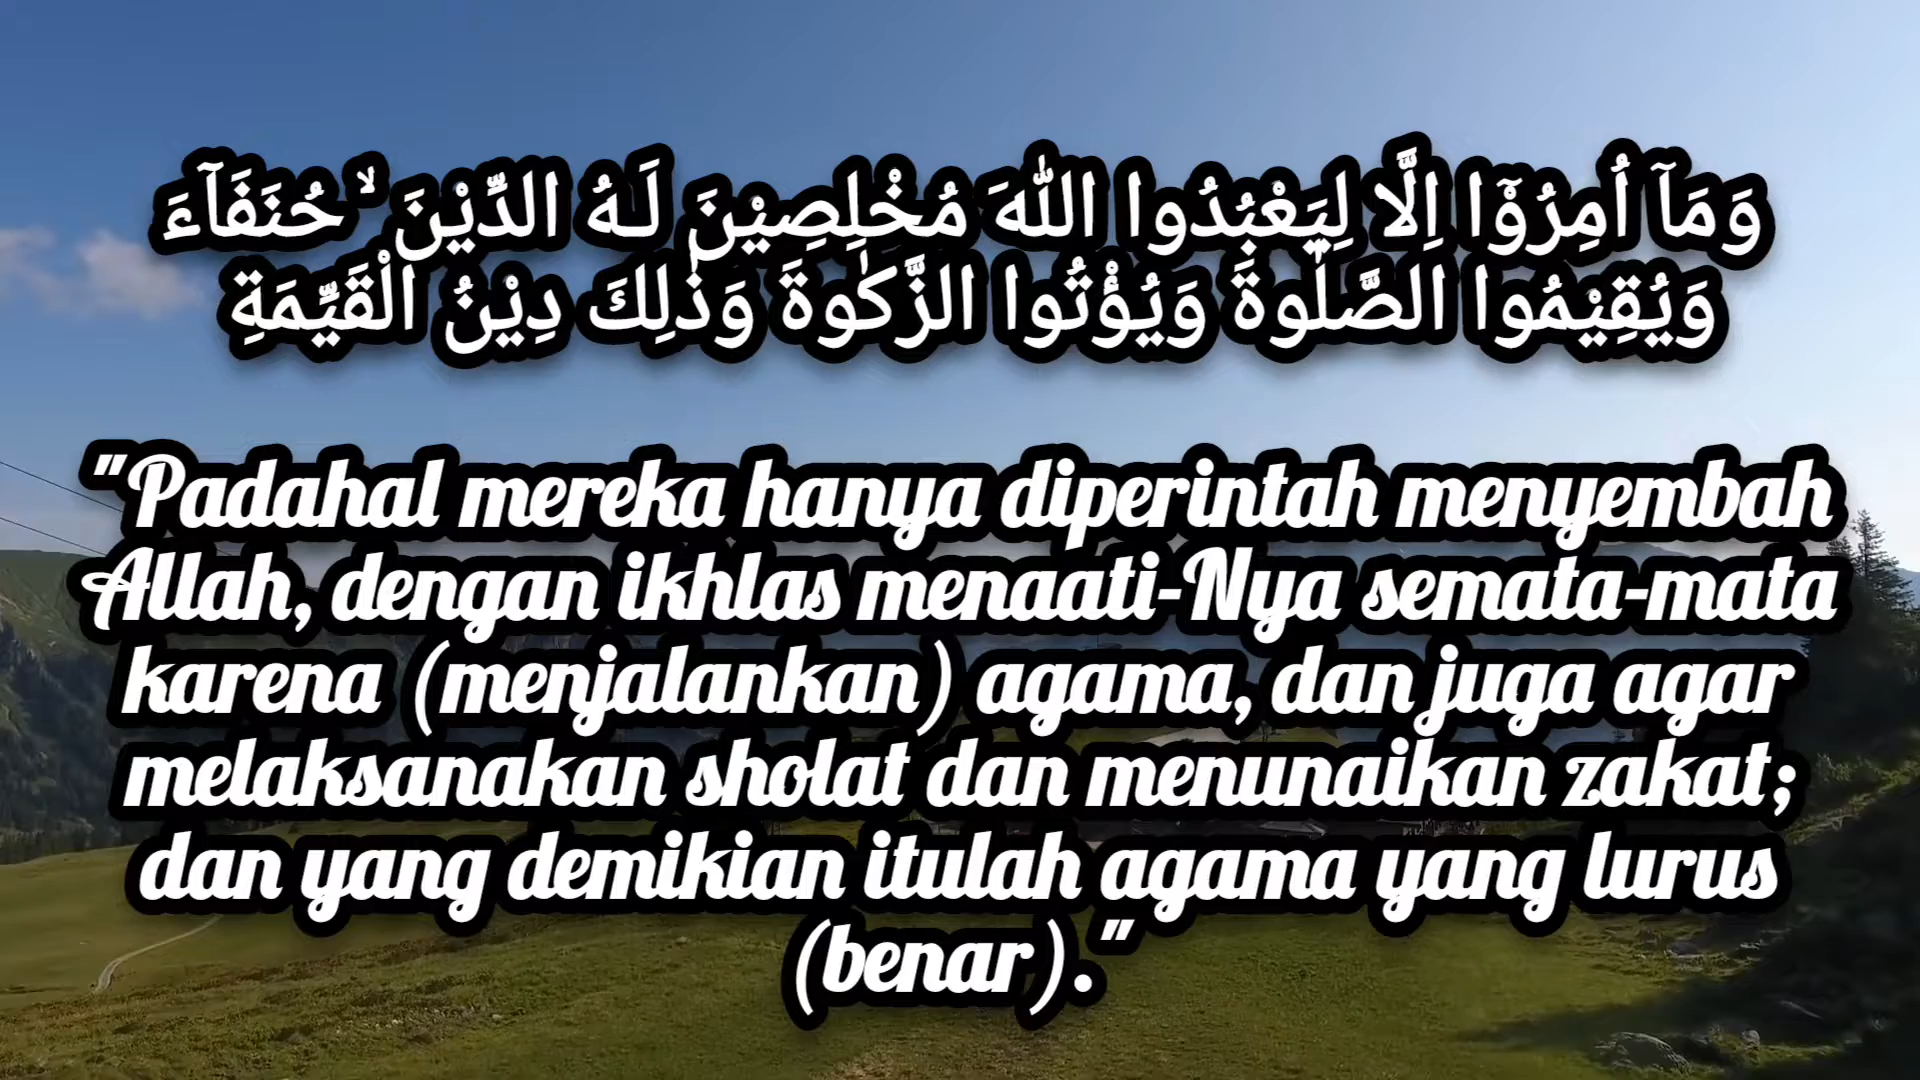 وَمَآ اُمِرُوْٓا اِلَّا لِيَعْبُدُوا اللّٰهَ مُخْلِصِيْنَ لَـهُ الدِّيْنَ ۙ حُنَفَآءَ
وَيُقِيْمُوا الصَّلٰوةَ وَيُؤْتُوا الزَّكٰوةَ وَذٰلِكَ دِيْنُ الْقَيِّمَةِ
"Padahal mereka hanya diperintah menyembah
Allah, dengan ikhlas menaati-Nya semata-mata
karena (menjalankan) agama, dan juga agar
melaksanakan sholat dan menunaikan zakat;
dan yang demikian itulah agama yang lurus
(benar)."